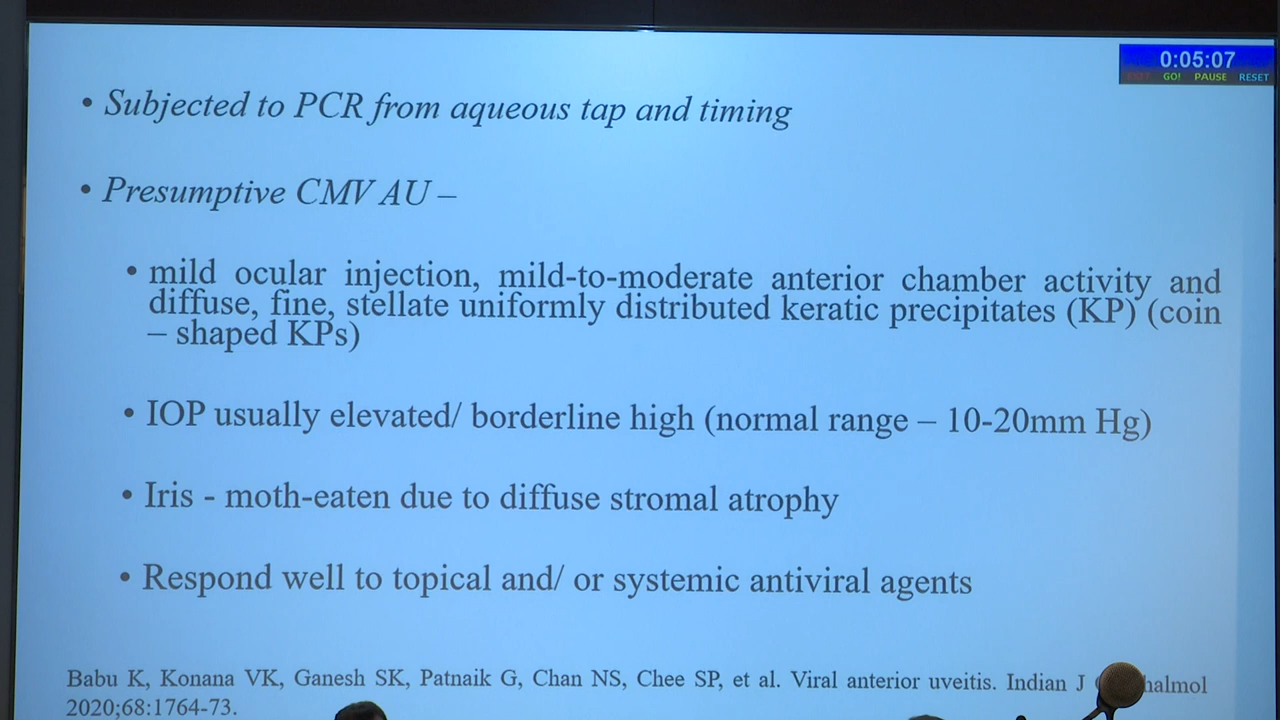 0:05:07
EXIT GO! PAUSE RESET
• Subjected to PCR from aqueous tap and timing
• Presumptive CMV AU –
• mild ocular injection, mild-to-moderate anterior chamber activity and
diffuse, fine, stellate uniformly distributed keratic precipitates (KP) (coin
– shaped KPs)
• IOP usually elevated/ borderline high (normal range – 10-20mm Hg)
• Iris - moth-eaten due to diffuse stromal atrophy
• Respond well to topical and/ or systemic antiviral agents
Babu K, Konana VK, Ganesh SK, Patnaik G, Chan NS, Chee SP, et al. Viral anterior uveitis. Indian J
2020;68:1764-73.